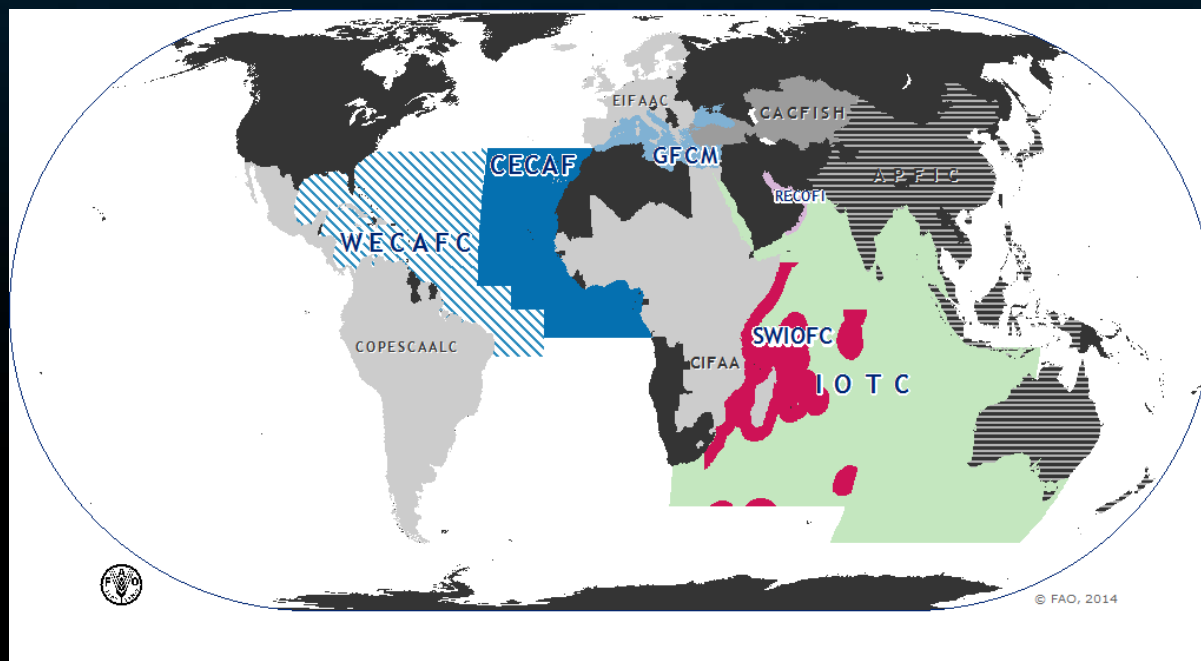 EIFAAC
CACFISH
CECAF
GFCM
APFIC
RECOFI
WECAFC
SWIOFC
COPESCAALC
CIFAA
IOTC
FAO
© FAO, 2014